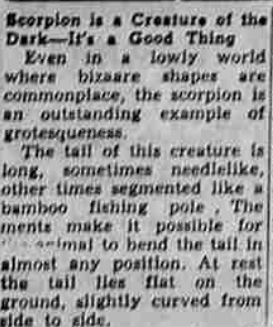 Scorpion is a Creature of the
Dark—It's a Good Thing
Even in a lowly world
where bizaare shapes are
commonplace, the scorpion is
an outstanding example of
grotesqueness.
The tail of this creature is
long, sometimes needlelike,
other times segmented like a
bamboo fishing pole . The
ments make it possible for
animal to bend the tail in
almost any position. At rest
the tail lies flat on the
ground, slightly curved from
side to side.